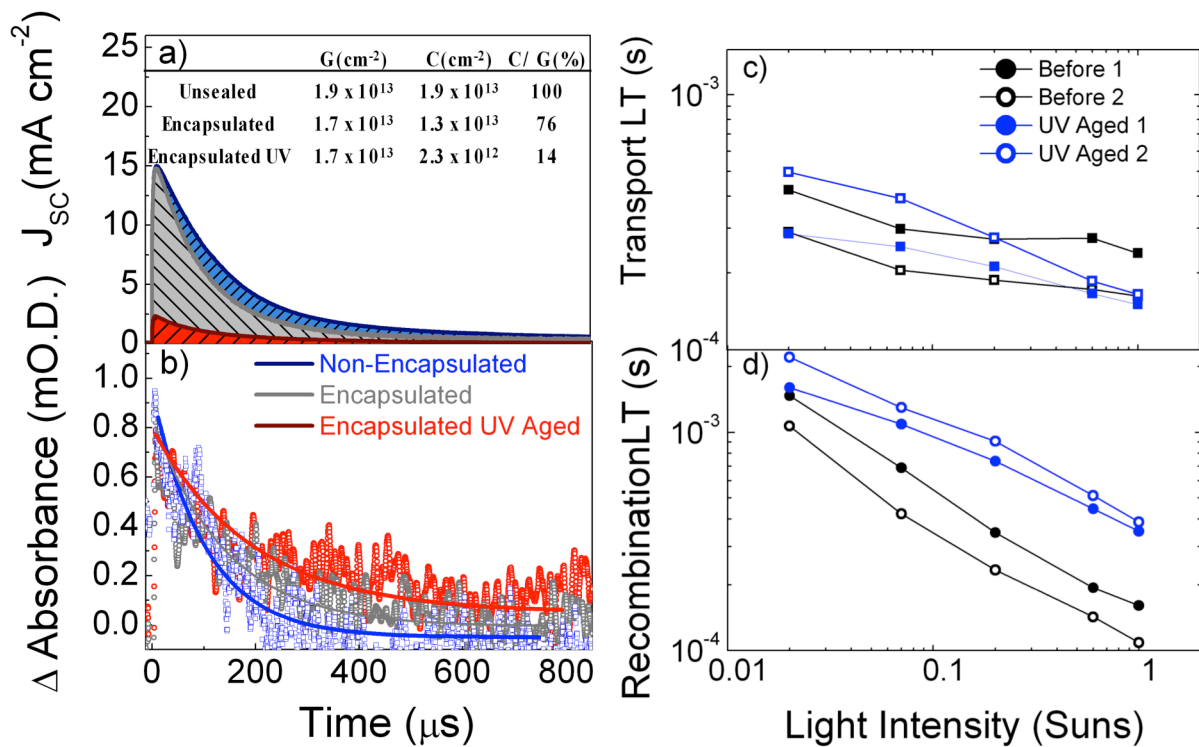 a)
G(cm-2) C(cm-2) C/ G(%)
Unsealed 1.9 x 10¹³ 1.9 x 10¹³ 100
Encapsulated 1.7 x 10¹³ 1.3 x 10¹³ 76
Encapsulated UV 1.7 x 10¹³ 2.3 x 10¹² 14
25
20
15
10
5
0
JSC(mA cm-2)
b)
Non-Encapsulated
Encapsulated
Encapsulated UV Aged
1.0
0.8
0.6
0.4
0.2
0.0
Δ Absorbance (mO.D.)
0 200 400 600 800
Time (μs)
c)
Before 1
Before 2
UV Aged 1
UV Aged 2
10-3
10-4
Transport LT (s)
d)
10-3
10-4
RecombinationLT (s)
0.01 0.1 1
Light Intensity (Suns)